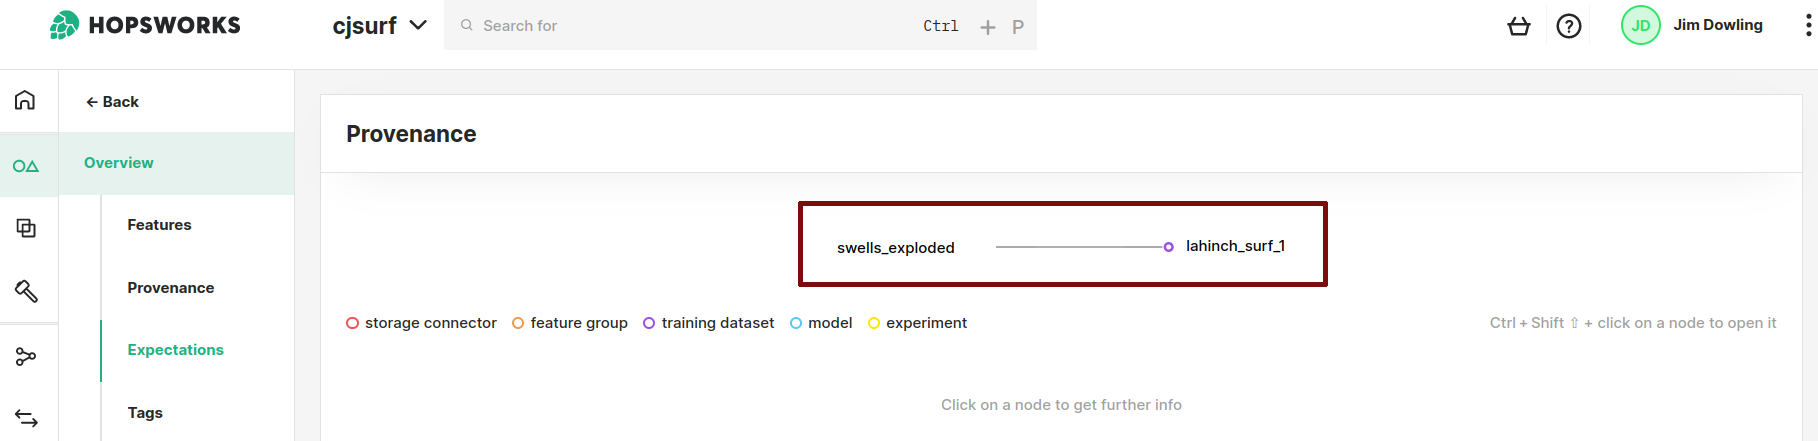 HOPSWORKS
cjsurf
Search for
Ctrl + P
JD
Jim Dowling
← Back
Overview
Features
Provenance
Expectations
Tags
Provenance
swells_exploded
lahinch_surf_1
storage connector
feature group
training dataset
model
experiment
Ctrl + Shift ⇧ + click on a node to open it
Click on a node to get further info